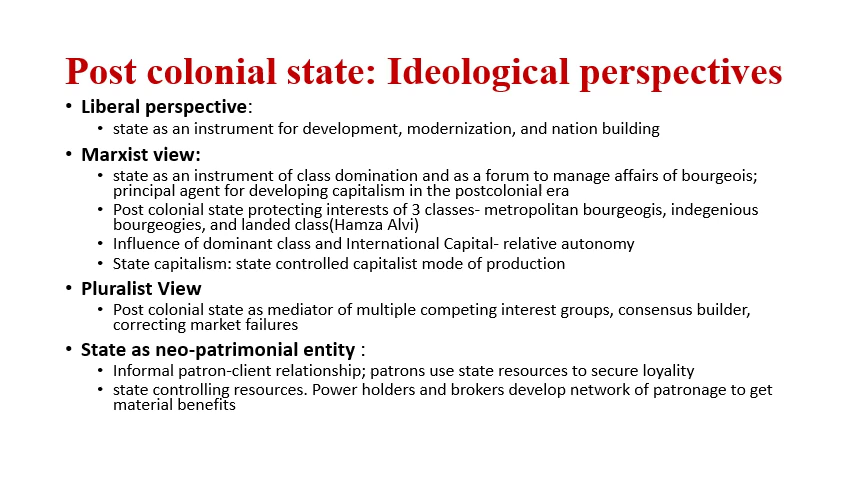 Post colonial state: Ideological perspectives
• Liberal perspective:
• state as an instrument for development, modernization, and nation building
• Marxist view:
• state as an instrument of class domination and as a forum to manage affairs of bourgeois;
principal agent for developing capitalism in the postcolonial era
• Post colonial state protecting interests of 3 classes- metropolitan bourgeogis, indegenious
bourgeogies, and landed class(Hamza Alvi)
• Influence of dominant class and International Capital- relative autonomy
• State capitalism: state controlled capitalist mode of production
• Pluralist View
• Post colonial state as mediator of multiple competing interest groups, consensus builder,
correcting market failures
• State as neo-patrimonial entity :
• Informal patron-client relationship; patrons use state resources to secure loyality
• state controlling resources. Power holders and brokers develop network of patronage to get
material benefits